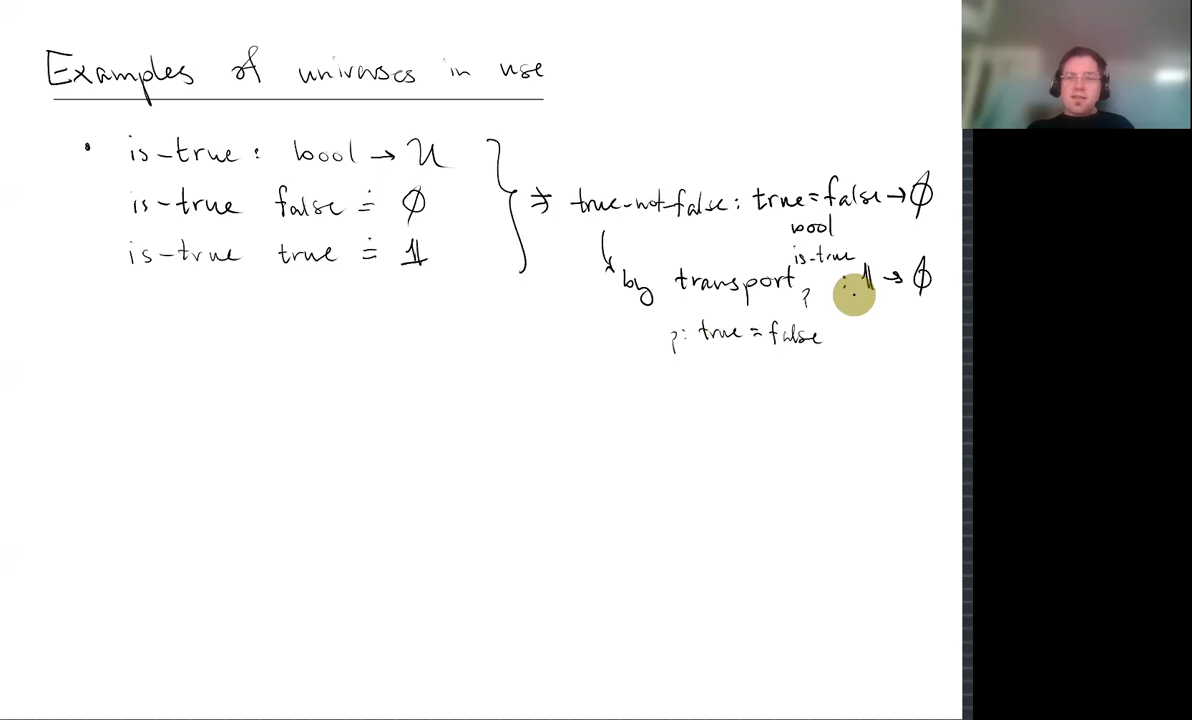 Examples of universes in use
• is-true : bool → U
is-true false ≐ ∅
is-true true ≐ 𝟙
⇒ true-not-false : true = false → ∅
bool
by transport is-true p : 𝟙 → ∅
p : true = false